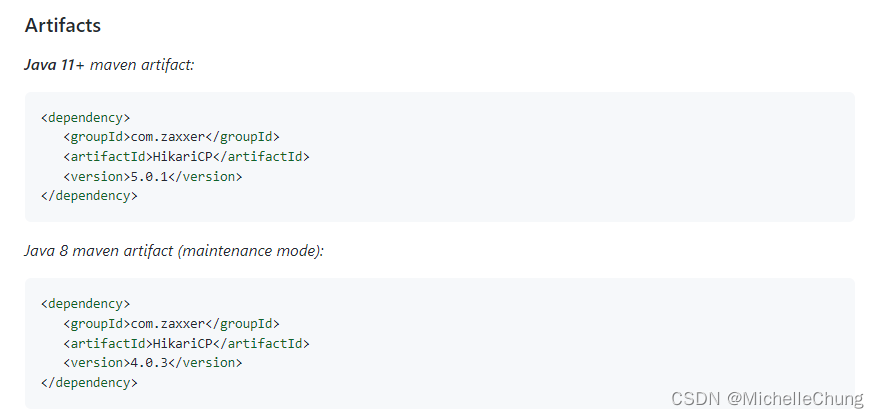 Artifacts
Java 11+ maven artifact:
<dependency>
   <groupId>com.zaxxer</groupId>
   <artifactId>HikariCP</artifactId>
   <version>5.0.1</version>
</dependency>
Java 8 maven artifact (maintenance mode):
<dependency>
   <groupId>com.zaxxer</groupId>
   <artifactId>HikariCP</artifactId>
   <version>4.0.3</version>
</dependency>
CSDN @MichelleChung